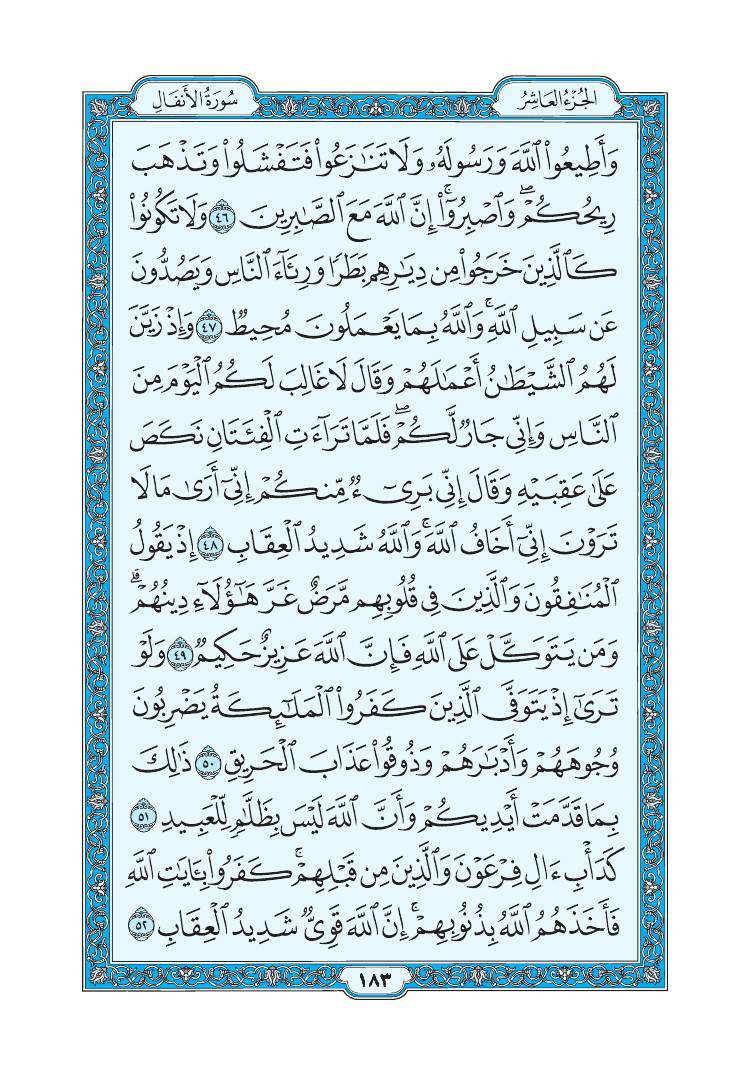 الجُزْءُ العَاشِرُ
سُورَةُ الأَنفَالِ
وَأَطِيعُوا۟ ٱللَّهَ وَرَسُولَهُۥ وَلَا تَنَـٰزَعُوا۟ فَتَفْشَلُوا۟ وَتَذْهَبَ
رِيحُكُمْ ۖ وَٱصْبِرُوٓا۟ ۚ إِنَّ ٱللَّهَ مَعَ ٱلصَّـٰبِرِينَ ٤٦ وَلَا تَكُونُوا۟
كَٱلَّذِينَ خَرَجُوا۟ مِن دِيَـٰرِهِم بَطَرًا وَرِئَآءَ ٱلنَّاسِ وَيَصُدُّونَ
عَن سَبِيلِ ٱللَّهِ ۚ وَٱللَّهُ بِمَا يَعْمَلُونَ مُحِيطٌ ٤٧ وَإِذْ زَيَّنَ
لَهُمُ ٱلشَّيْطَـٰنُ أَعْمَـٰلَهُمْ وَقَالَ لَا غَالِبَ لَكُمُ ٱلْيَوْمَ مِنَ
ٱلنَّاسِ وَإِنِّى جَارٌ لَّكُمْ ۖ فَلَمَّا تَرَآءَتِ ٱلْفِئَتَانِ نَكَصَ
عَلَىٰ عَقِبَيْهِ وَقَالَ إِنِّى بَرِىٓءٌ مِّنكُمْ إِنِّىٓ أَرَىٰ مَا لَا
تَرَوْنَ إِنِّىٓ أَخَافُ ٱللَّهَ ۚ وَٱللَّهُ شَدِيدُ ٱلْعِقَابِ ٤٨ إِذْ يَقُولُ
ٱلْمُنَـٰفِقُونَ وَٱلَّذِينَ فِى قُلُوبِهِم مَّرَضٌ غَرَّ هَـٰٓؤُلَآءِ دِينُهُمْ ۗ
وَمَن يَتَوَكَّلْ عَلَى ٱللَّهِ فَإِنَّ ٱللَّهَ عَزِيزٌ حَكِيمٌ ٤٩ وَلَوْ
تَرَىٰٓ إِذْ يَتَوَفَّى ٱلَّذِينَ كَفَرُوا۟ ٱلْمَلَـٰٓئِكَةُ يَضْرِبُونَ
وُجُوهَهُمْ وَأَدْبَـٰرَهُمْ وَذُوقُوا۟ عَذَابَ ٱلْحَرِيقِ ٥٠ ذَٰلِكَ
بِمَا قَدَّمَتْ أَيْدِيكُمْ وَأَنَّ ٱللَّهَ لَيْسَ بِظَلَّـٰمٍ لِّلْعَبِيدِ ٥١
كَدَأْبِ ءَالِ فِرْعَوْنَ وَٱلَّذِينَ مِن قَبْلِهِمْ ۚ كَفَرُوا۟ بِـَٔايَـٰتِ ٱللَّهِ
فَأَخَذَهُمُ ٱللَّهُ بِذُنُوبِهِمْ ۚ إِنَّ ٱللَّهَ قَوِىٌّ شَدِيدُ ٱلْعِقَابِ ٥٢
١٨٣